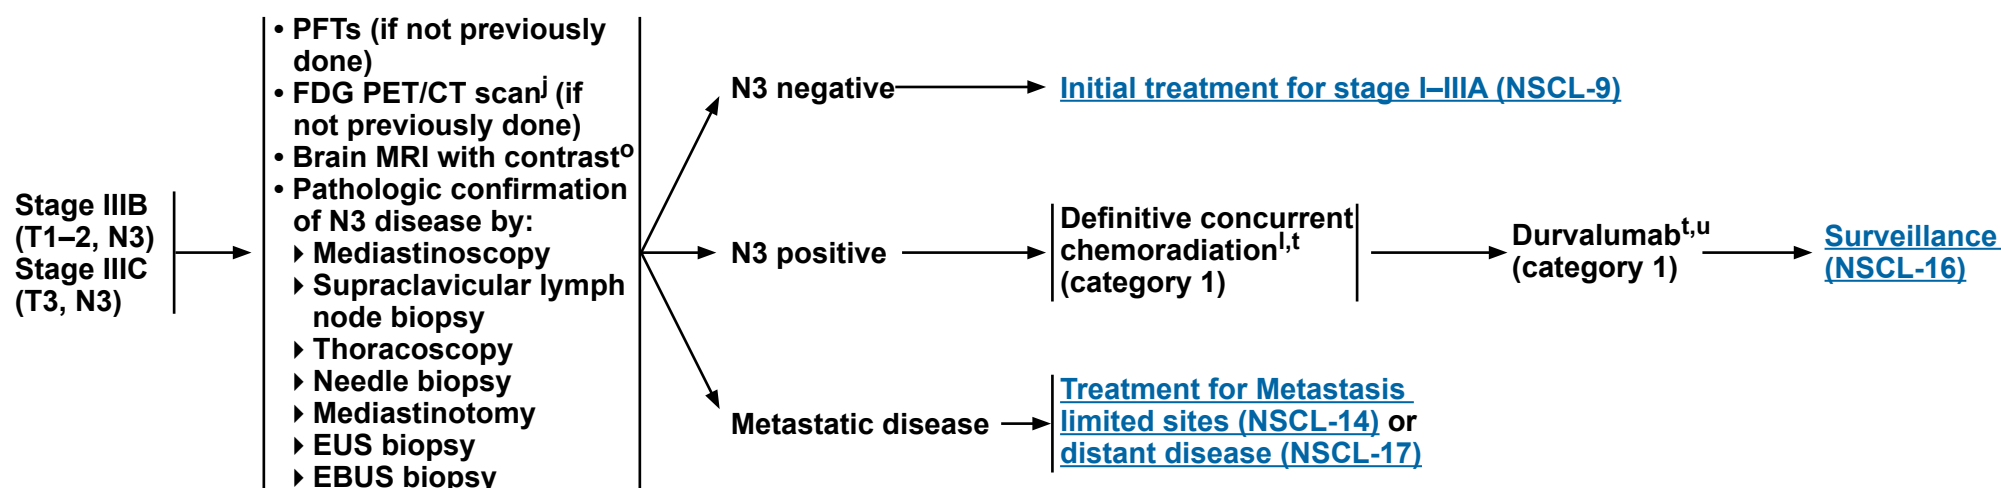 Stage IIIB
(T1–2, N3)
Stage IIIC
(T3, N3)
• PFTs (if not previously
done)
• FDG PET/CT scanj (if
not previously done)
• Brain MRI with contrasto
• Pathologic confirmation
of N3 disease by:
▸ Mediastinoscopy
▸ Supraclavicular lymph
node biopsy
▸ Thoracoscopy
▸ Needle biopsy
▸ Mediastinotomy
▸ EUS biopsy
▸ EBUS biopsy
N3 negative
Initial treatment for stage I–IIIA (NSCL-9)
N3 positive
Definitive concurrent
chemoradiationl,t
(category 1)
Durvalumabt,u
(category 1)
Surveillance
(NSCL-16)
Metastatic disease
Treatment for Metastasis
limited sites (NSCL-14) or
distant disease (NSCL-17)